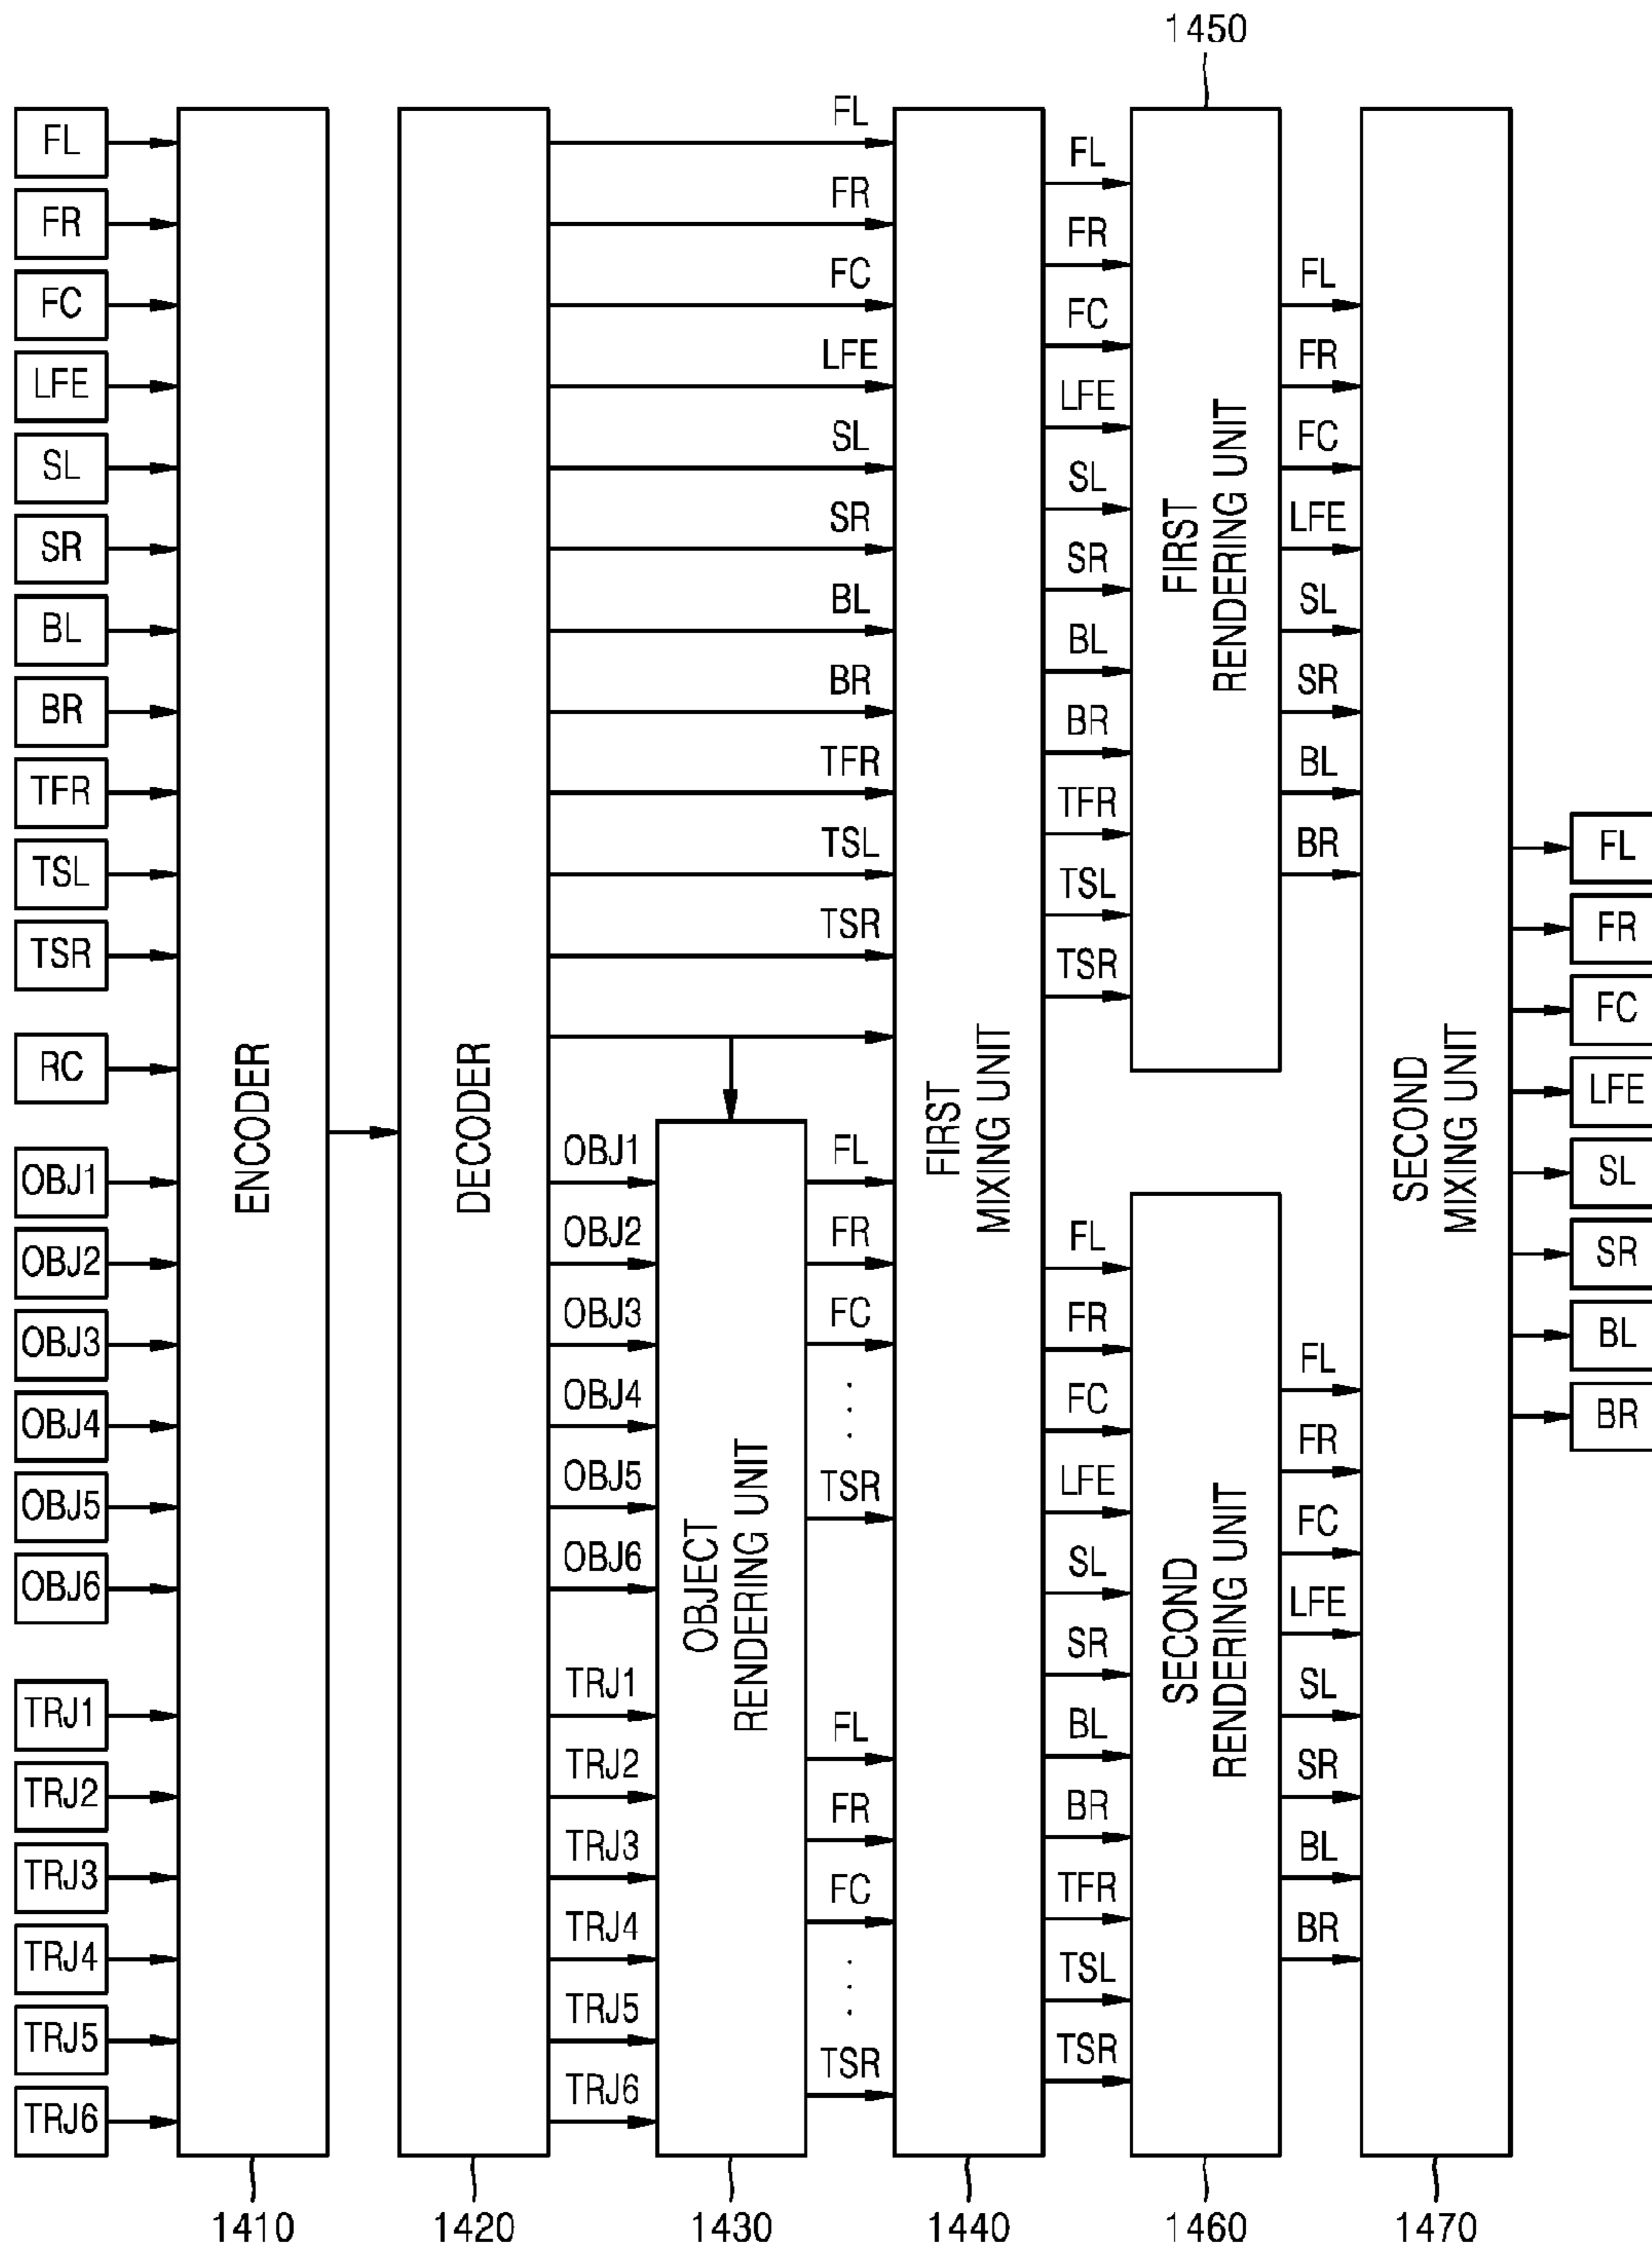 1450
FL
FR
FC
LFE
SL
SR
BL
BR
TFR
TSL
TSR
RC
OBJ1
OBJ2
OBJ3
OBJ4
OBJ5
OBJ6
TRJ1
TRJ2
TRJ3
TRJ4
TRJ5
TRJ6
ENCODER
DECODER
FL
FR
FC
LFE
SL
SR
BL
BR
TFR
TSL
TSR
OBJ1
OBJ2
OBJ3
OBJ4
OBJ5
OBJ6
TRJ1
TRJ2
TRJ3
TRJ4
TRJ5
TRJ6
OBJECT
RENDERING UNIT
FL
FR
FC
TSR
FL
FR
FC
TSR
FIRST
MIXING UNIT
FL
FR
FC
LFE
SL
SR
BL
BR
TFR
TSL
TSR
FL
FR
FC
LFE
SL
SR
BL
BR
TFR
TSL
TSR
FIRST
RENDERING UNIT
SECOND
RENDERING UNIT
FL
FR
FC
LFE
SL
SR
BL
BR
FL
FR
FC
LFE
SL
SR
BL
BR
SECOND
MIXING UNIT
FL
FR
FC
LFE
SL
SR
BL
BR
1410
1420
1430
1440
1460
1470